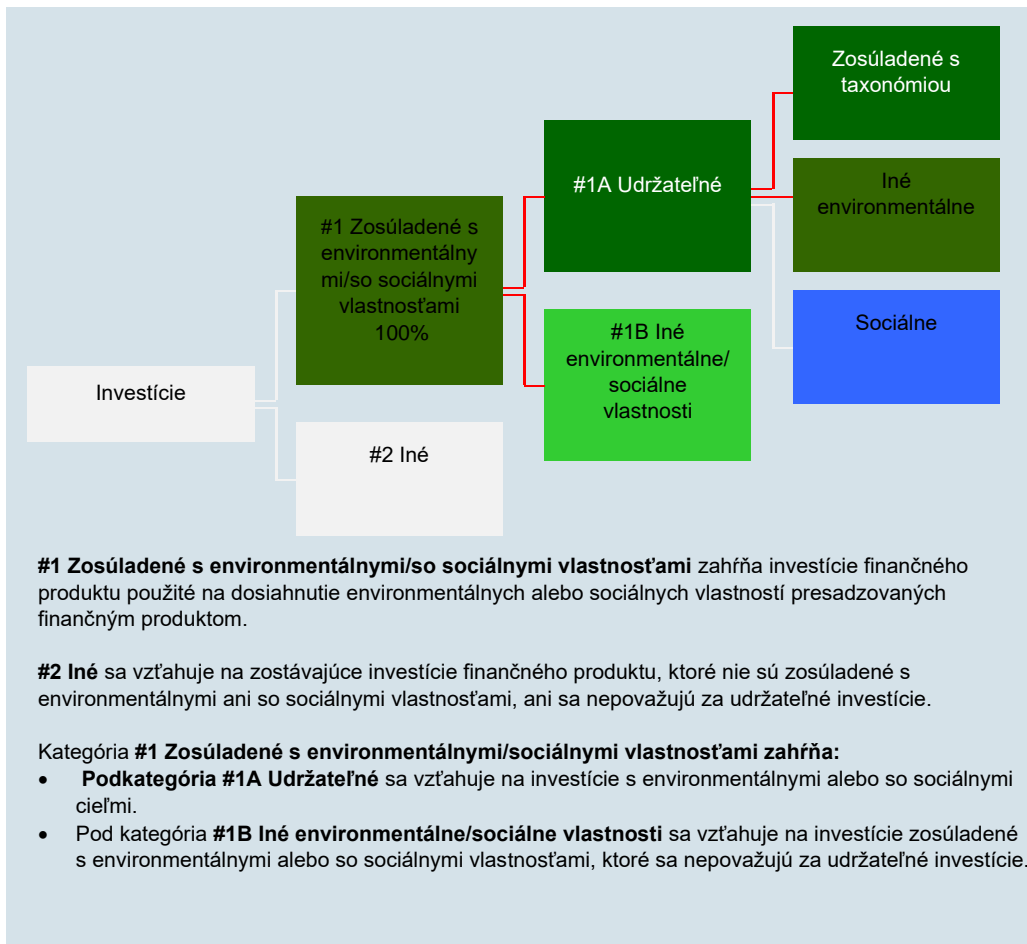 Zosúladené s
taxonómiou
#1A Udržateľné
Iné
environmentálne
#1 Zosúladené s
environmentálny
mi/so sociálnymi
vlastnosťami
100%
Sociálne
#1B Iné
environmentálne/
sociálne
vlastnosti
Investície
#2 Iné
#1 Zosúladené s environmentálnymi/so sociálnymi vlastnosťami zahŕňa investície finančného
produktu použité na dosiahnutie environmentálnych alebo sociálnych vlastností presadzovaných
finančným produktom.
#2 Iné sa vzťahuje na zostávajúce investície finančného produktu, ktoré nie sú zosúladené s
environmentálnymi ani so sociálnymi vlastnosťami, ani sa nepovažujú za udržateľné investície.
Kategória #1 Zosúladené s environmentálnymi/sociálnymi vlastnosťami zahŕňa:
• Podkategória #1A Udržateľné sa vzťahuje na investície s environmentálnymi alebo so sociálnymi
cieľmi.
• Pod kategória #1B Iné environmentálne/sociálne vlastnosti sa vzťahuje na investície zosúladené
s environmentálnymi alebo so sociálnymi vlastnosťami, ktoré sa nepovažujú za udržateľné investície.